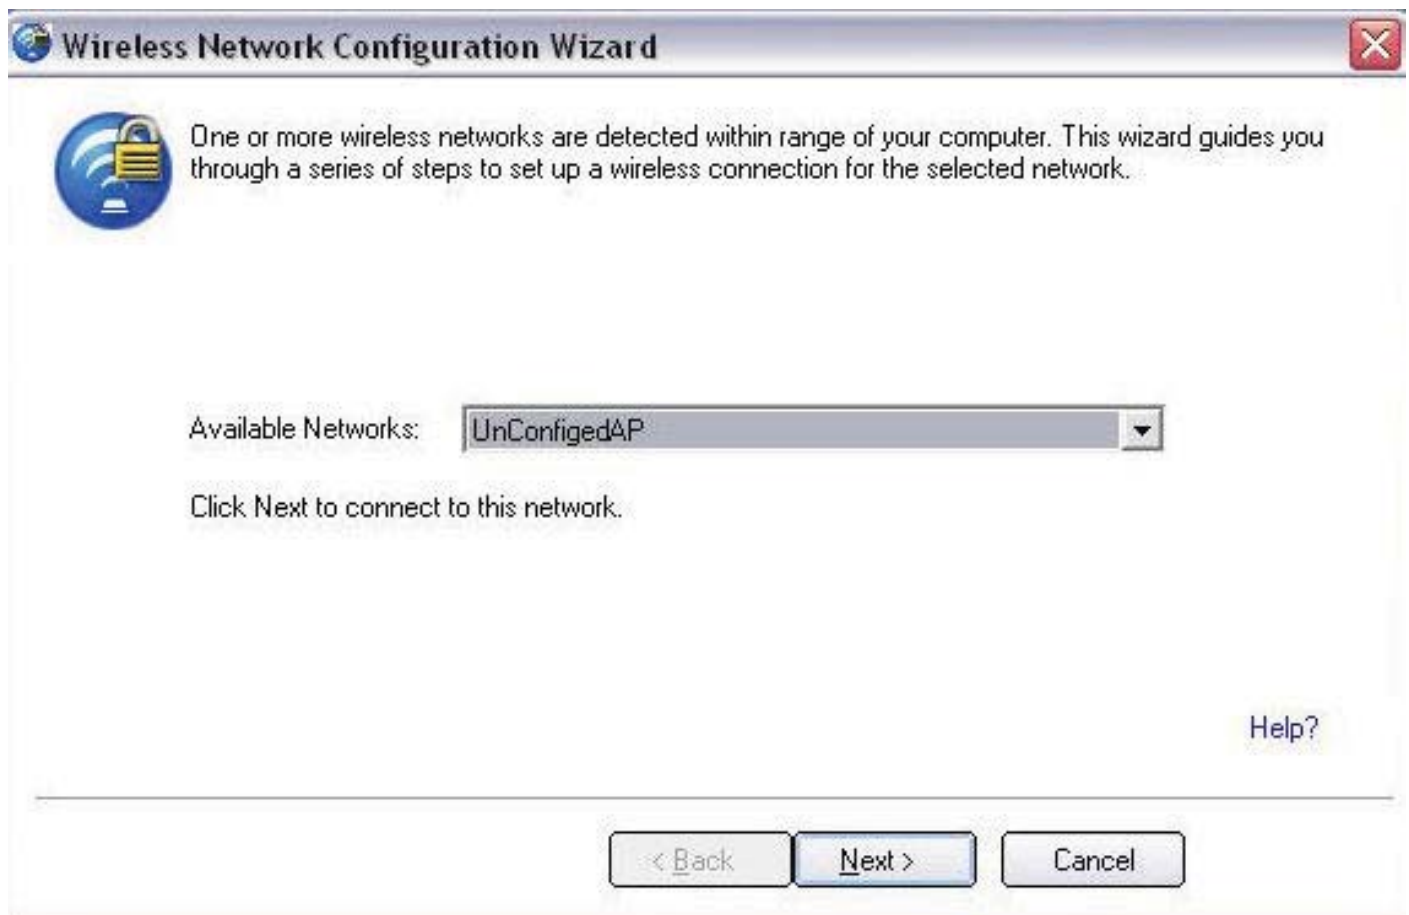 Wireless Network Configuration Wizard
One or more wireless networks are detected within range of your computer. This wizard guides you
through a series of steps to set up a wireless connection for the selected network.
Available Networks: UnConfigedAP
Click Next to connect to this network.
Help?
< Back Next > Cancel